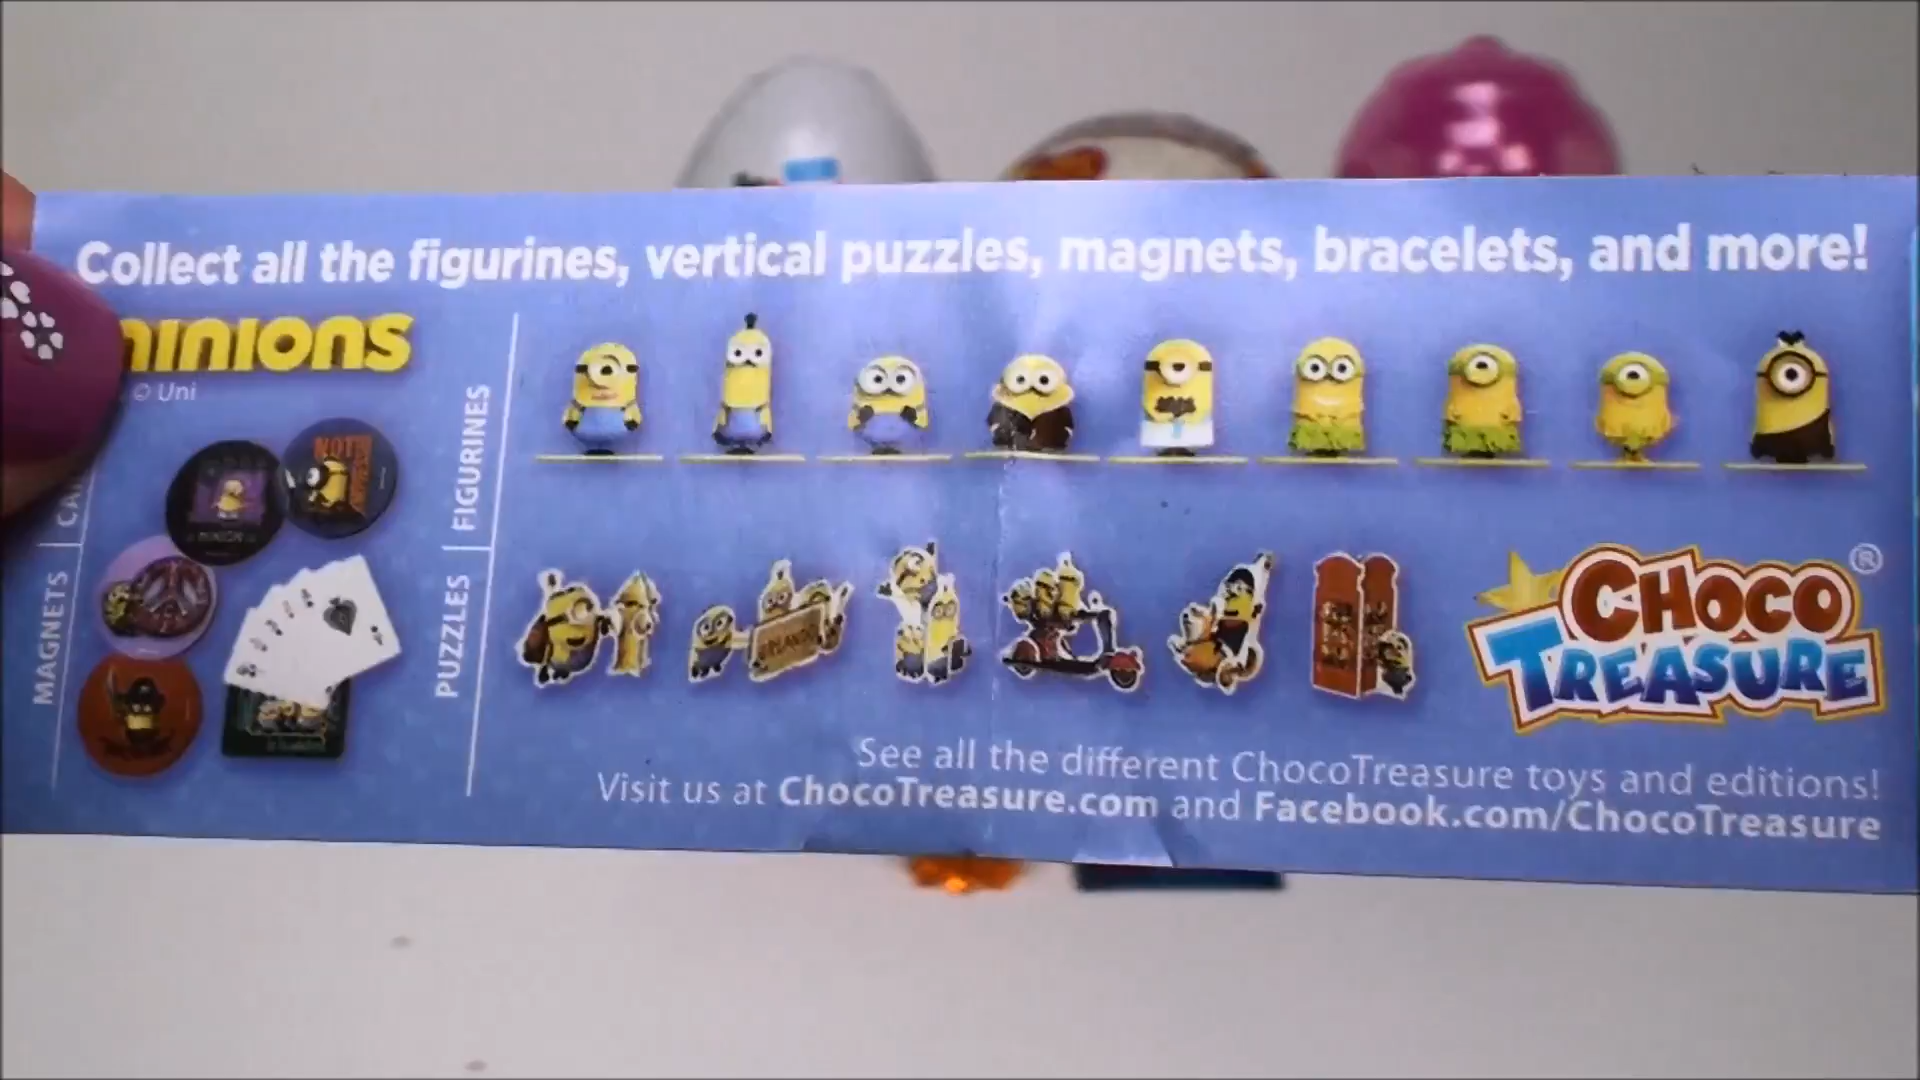 Collect all the figurines, vertical puzzles, magnets, bracelets, and more!
minions
© Uni
FIGURINES
PUZZLES
MAGNETS
CHOCO
TREASURE®
See all the different ChocoTreasure toys and editions!
Visit us at ChocoTreasure.com and Facebook.com/ChocoTreasure